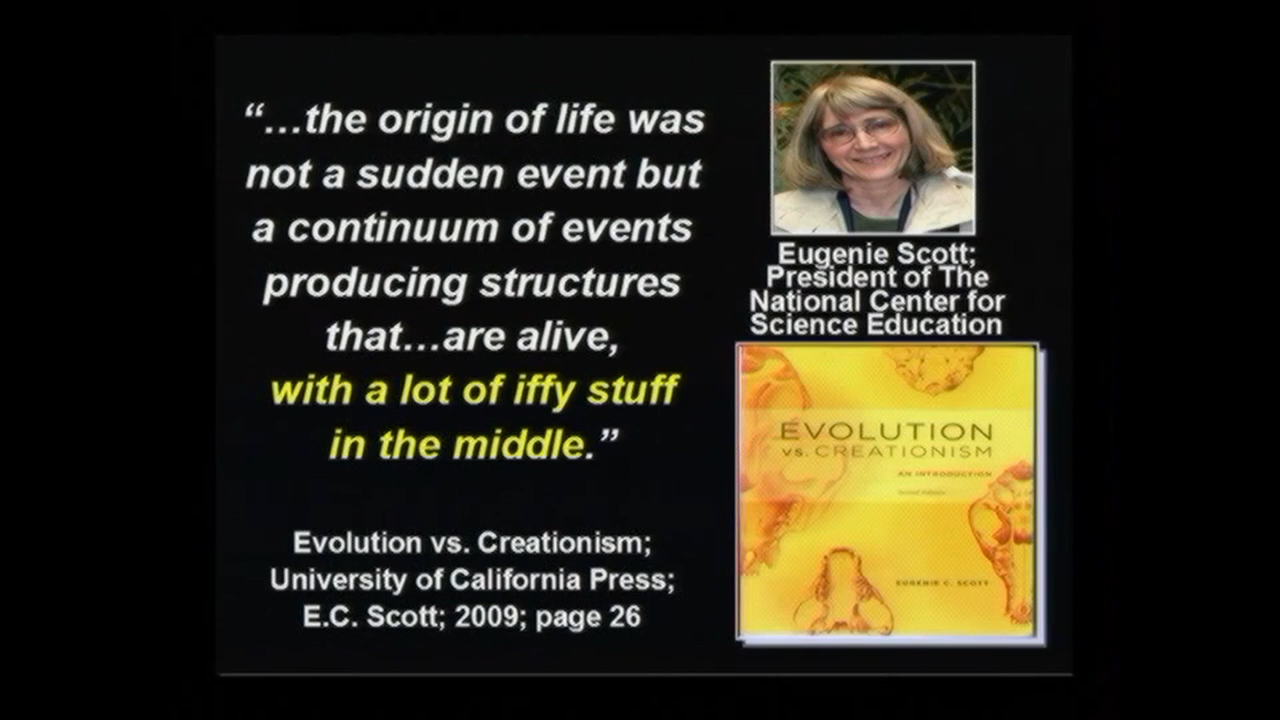 “…the origin of life was
not a sudden event but
a continuum of events
producing structures
that…are alive,
with a lot of iffy stuff
in the middle.”
Evolution vs. Creationism;
University of California Press;
E.C. Scott; 2009; page 26
Eugenie Scott;
President of The
National Center for
Science Education
EVOLUTION
VS. CREATIONISM
AN INTRODUCTION
Second Edition
EUGENIE C. SCOTT